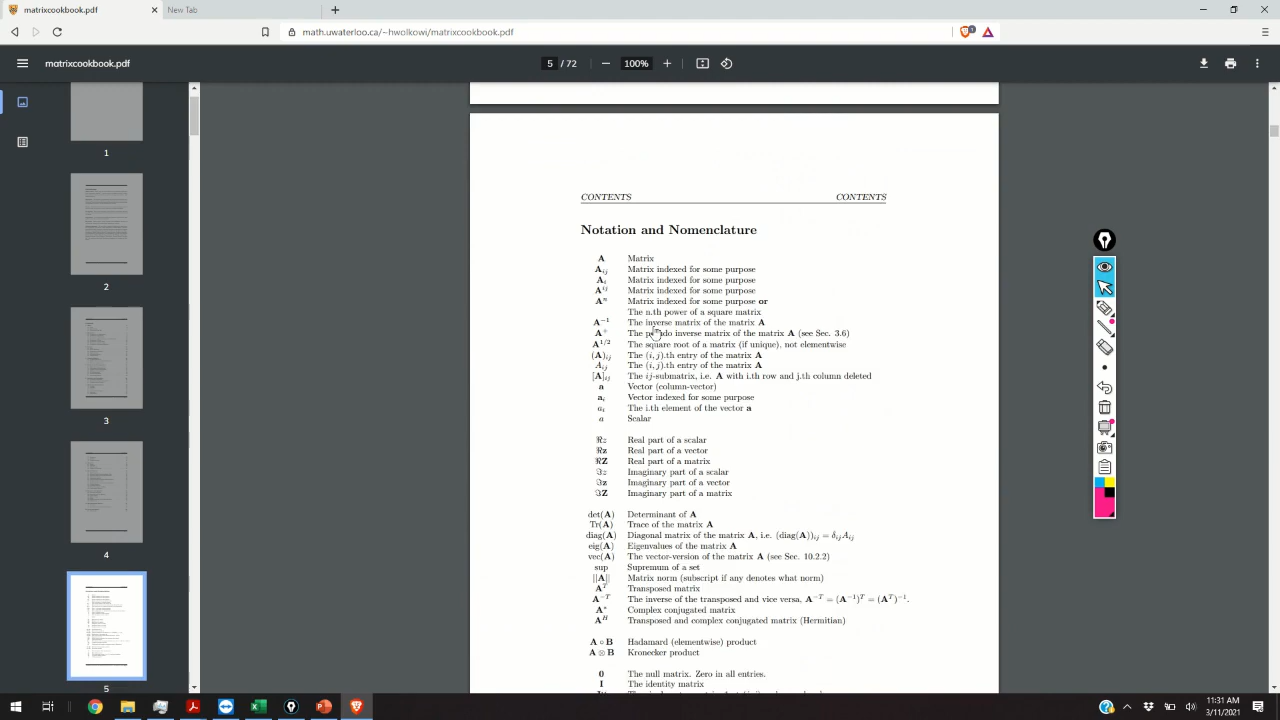 matrixcookbook.pdf
New Tab
math.uwaterloo.ca/~hwolkowi/matrixcookbook.pdf
matrixcookbook.pdf
5 / 72
100%
1
2
3
4
5
CONTENTS CONTENTS
Notation and Nomenclature
A Matrix
A_ij Matrix indexed for some purpose
A_i Matrix indexed for some purpose
A^ij Matrix indexed for some purpose
A^n Matrix indexed for some purpose or
The n.th power of a square matrix
A^−1 The inverse matrix of the matrix A
A^+ The pseudo inverse matrix of the matrix A (see Sec. 3.6)
A^1/2 The square root of a matrix (if unique), not elementwise
(A)_ij The (i, j).th entry of the matrix A
A_ij The (i, j).th entry of the matrix A
[A]_ij The ij-submatrix, i.e. A with i.th row and j.th column deleted
a Vector (column-vector)
a_i Vector indexed for some purpose
a_i The i.th element of the vector a
a Scalar
ℜz Real part of a scalar
ℜz Real part of a vector
ℜZ Real part of a matrix
ℑz Imaginary part of a scalar
ℑz Imaginary part of a vector
ℑZ Imaginary part of a matrix
det(A) Determinant of A
Tr(A) Trace of the matrix A
diag(A) Diagonal matrix of the matrix A, i.e. (diag(A))_ij = δ_ij A_ij
eig(A) Eigenvalues of the matrix A
vec(A) The vector-version of the matrix A (see Sec. 10.2.2)
sup Supremum of a set
||A|| Matrix norm (subscript if any denotes what norm)
A^T Transposed matrix
A^−T The inverse of the transposed and vice versa, A^−T = (A^−1)^T = (A^T)^−1.
A^* Complex conjugated matrix
A^H Transposed and complex conjugated matrix (Hermitian)
A ∘ B Hadamard (elementwise) product
A ⊗ B Kronecker product
0 The null matrix. Zero in all entries.
I The identity matrix
11:31 AM
3/11/2021